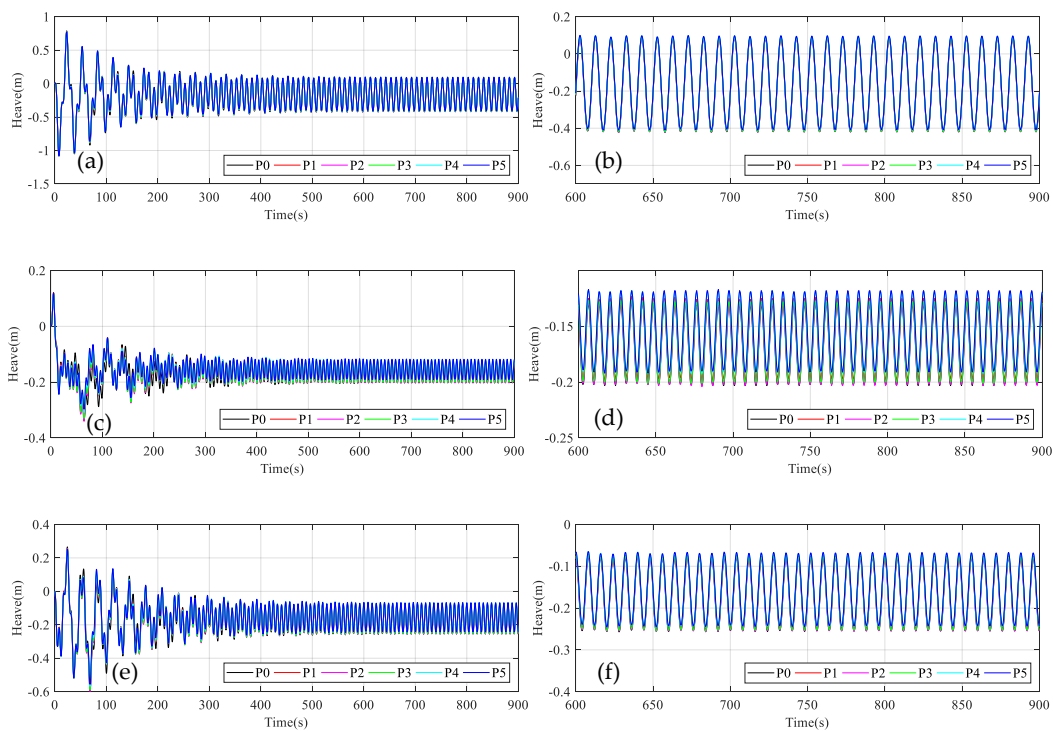 1
0.5
0
-0.5
-1
-1.5
Heave(m)
(a)
P0 P1 P2 P3 P4 P5
0 100 200 300 400 500 600 700 800 900
Time(s)
0.2
0
-0.2
-0.4
-0.6
Heave(m)
(b)
P0 P1 P2 P3 P4 P5
600 650 700 750 800 850 900
Time(s)
0.2
0
-0.2
-0.4
Heave(m)
(c)
P0 P1 P2 P3 P4 P5
0 100 200 300 400 500 600 700 800 900
Time(s)
-0.15
-0.2
-0.25
Heave(m)
(d)
P0 P1 P2 P3 P4 P5
600 650 700 750 800 850 900
Time(s)
0.4
0.2
0
-0.2
-0.4
-0.6
Heave(m)
(e)
P0 P1 P2 P3 P4 P5
0 100 200 300 400 500 600 700 800 900
Time(s)
0
-0.1
-0.2
-0.3
-0.4
Heave(m)
(f)
P0 P1 P2 P3 P4 P5
600 650 700 750 800 850 900
Time(s)